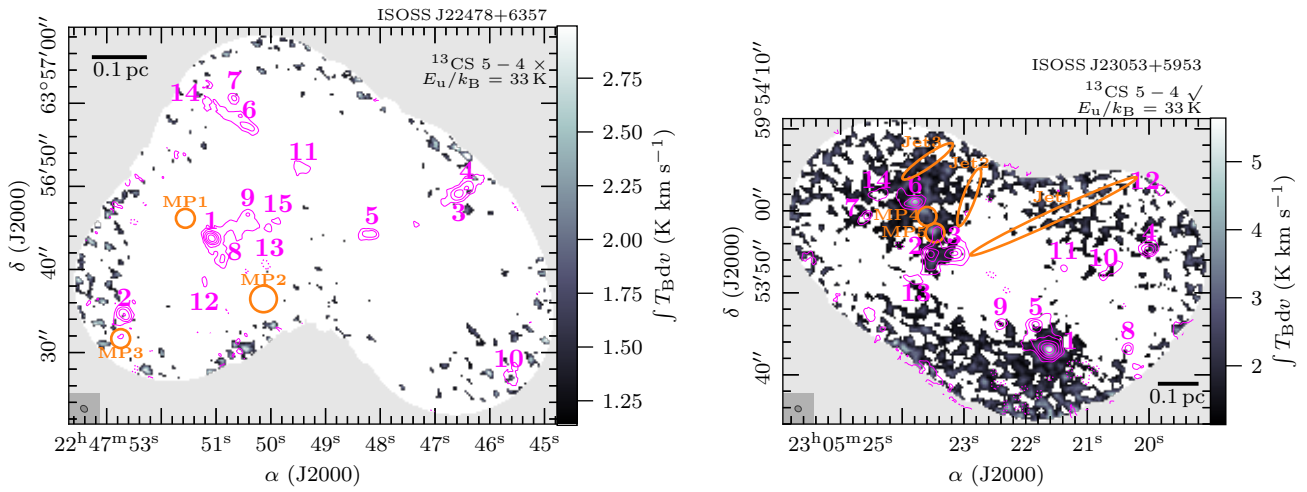 ISOSS J22478+6357
¹³CS 5 − 4 ×
E_u/k_B = 33 K
0.1 pc
63°57′00″
56′50″
40″
30″
δ (J2000)
14
7
6
11
4
3
MP1
9
15
1
8
13
5
12
MP2
2
MP3
10
22ʰ47ᵐ53ˢ
51ˢ
50ˢ
49ˢ
48ˢ
47ˢ
46ˢ
45ˢ
α (J2000)
2.75
2.50
2.25
2.00
1.75
1.50
1.25
∫ T_B dv (K km s⁻¹)
ISOSS J23053+5953
¹³CS 5 − 4 ✓
E_u/k_B = 33 K
59°54′10″
00″
53′50″
40″
δ (J2000)
Jet3
Jet2
Jet1
12
14
6
7
MP4
MP5
2
3
4
11
10
13
9
5
1
8
0.1 pc
23ʰ05ᵐ25ˢ
23ˢ
22ˢ
21ˢ
20ˢ
α (J2000)
5
4
3
2
∫ T_B dv (K km s⁻¹)